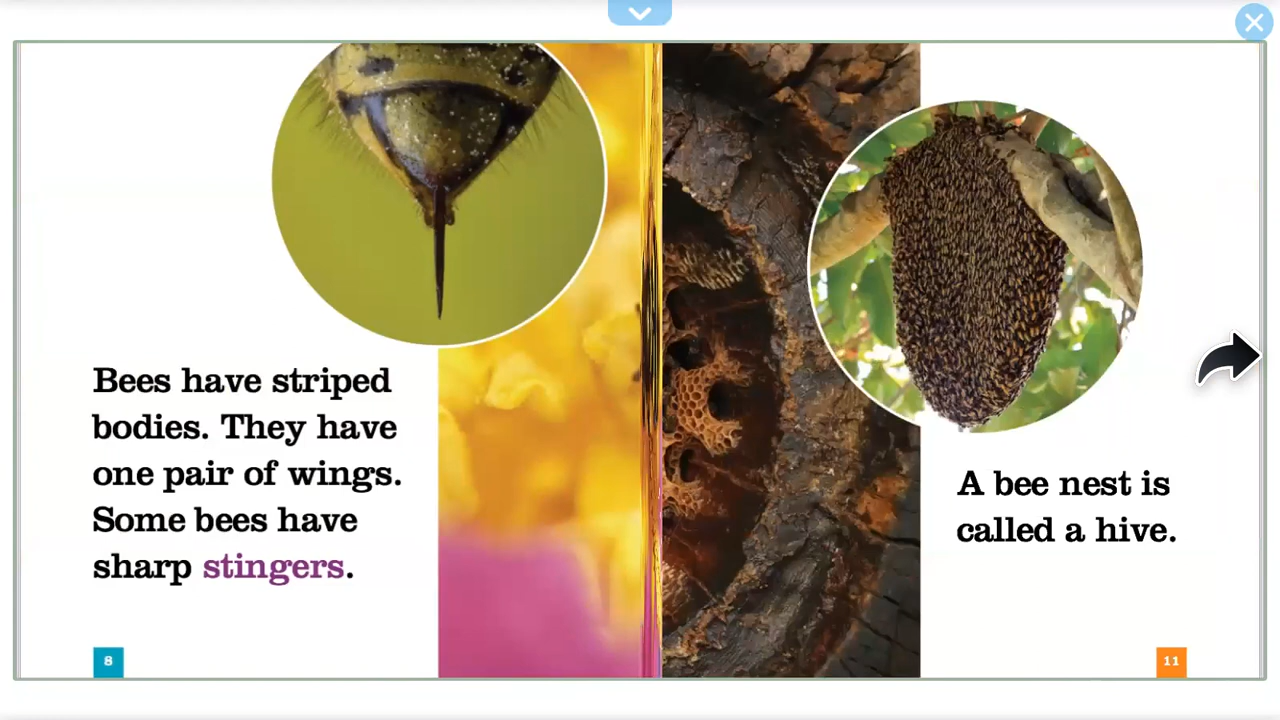 Bees have striped
bodies. They have
one pair of wings.
Some bees have
sharp stingers.
8
A bee nest is
called a hive.
11